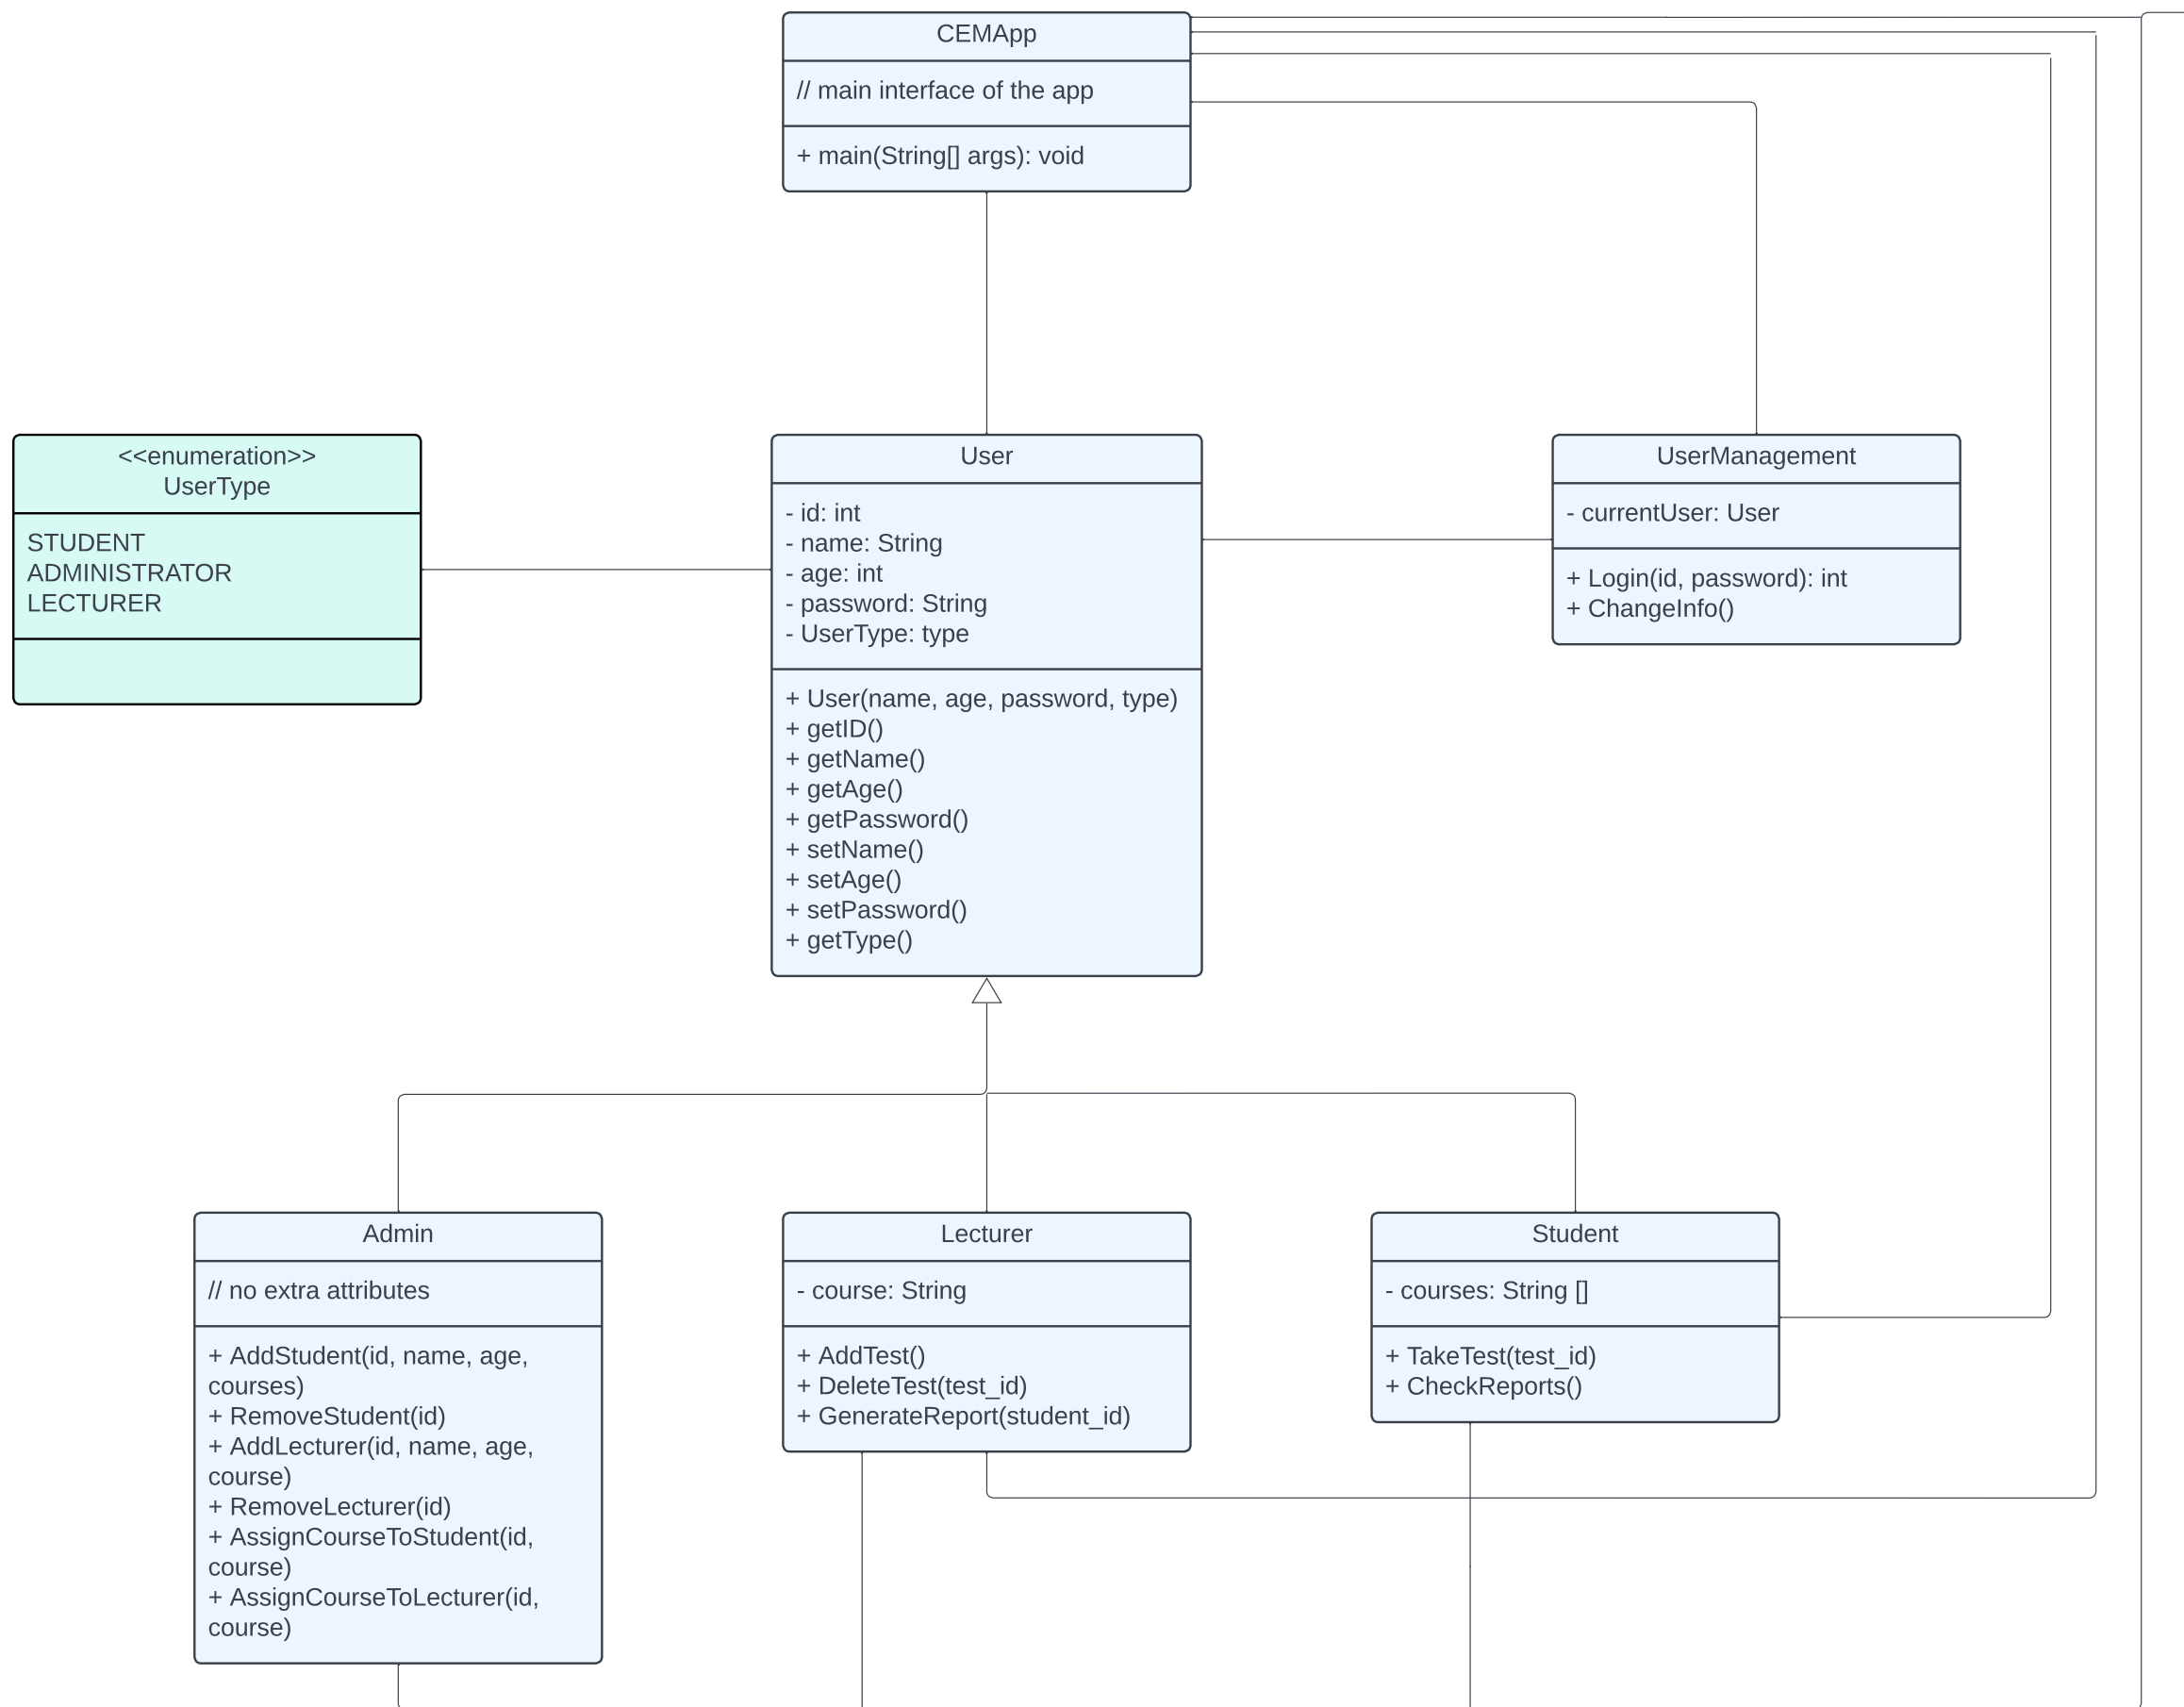 CEMApp
// main interface of the app
+ main(String[] args): void
<<enumeration>>
UserType
STUDENT
ADMINISTRATOR
LECTURER
User
- id: int
- name: String
- age: int
- password: String
- UserType: type
+ User(name, age, password, type)
+ getID()
+ getName()
+ getAge()
+ getPassword()
+ setName()
+ setAge()
+ setPassword()
+ getType()
UserManagement
- currentUser: User
+ Login(id, password): int
+ ChangeInfo()
Admin
// no extra attributes
+ AddStudent(id, name, age,
courses)
+ RemoveStudent(id)
+ AddLecturer(id, name, age,
course)
+ RemoveLecturer(id)
+ AssignCourseToStudent(id,
course)
+ AssignCourseToLecturer(id,
course)
Lecturer
- course: String
+ AddTest()
+ DeleteTest(test_id)
+ GenerateReport(student_id)
Student
- courses: String []
+ TakeTest(test_id)
+ CheckReports()